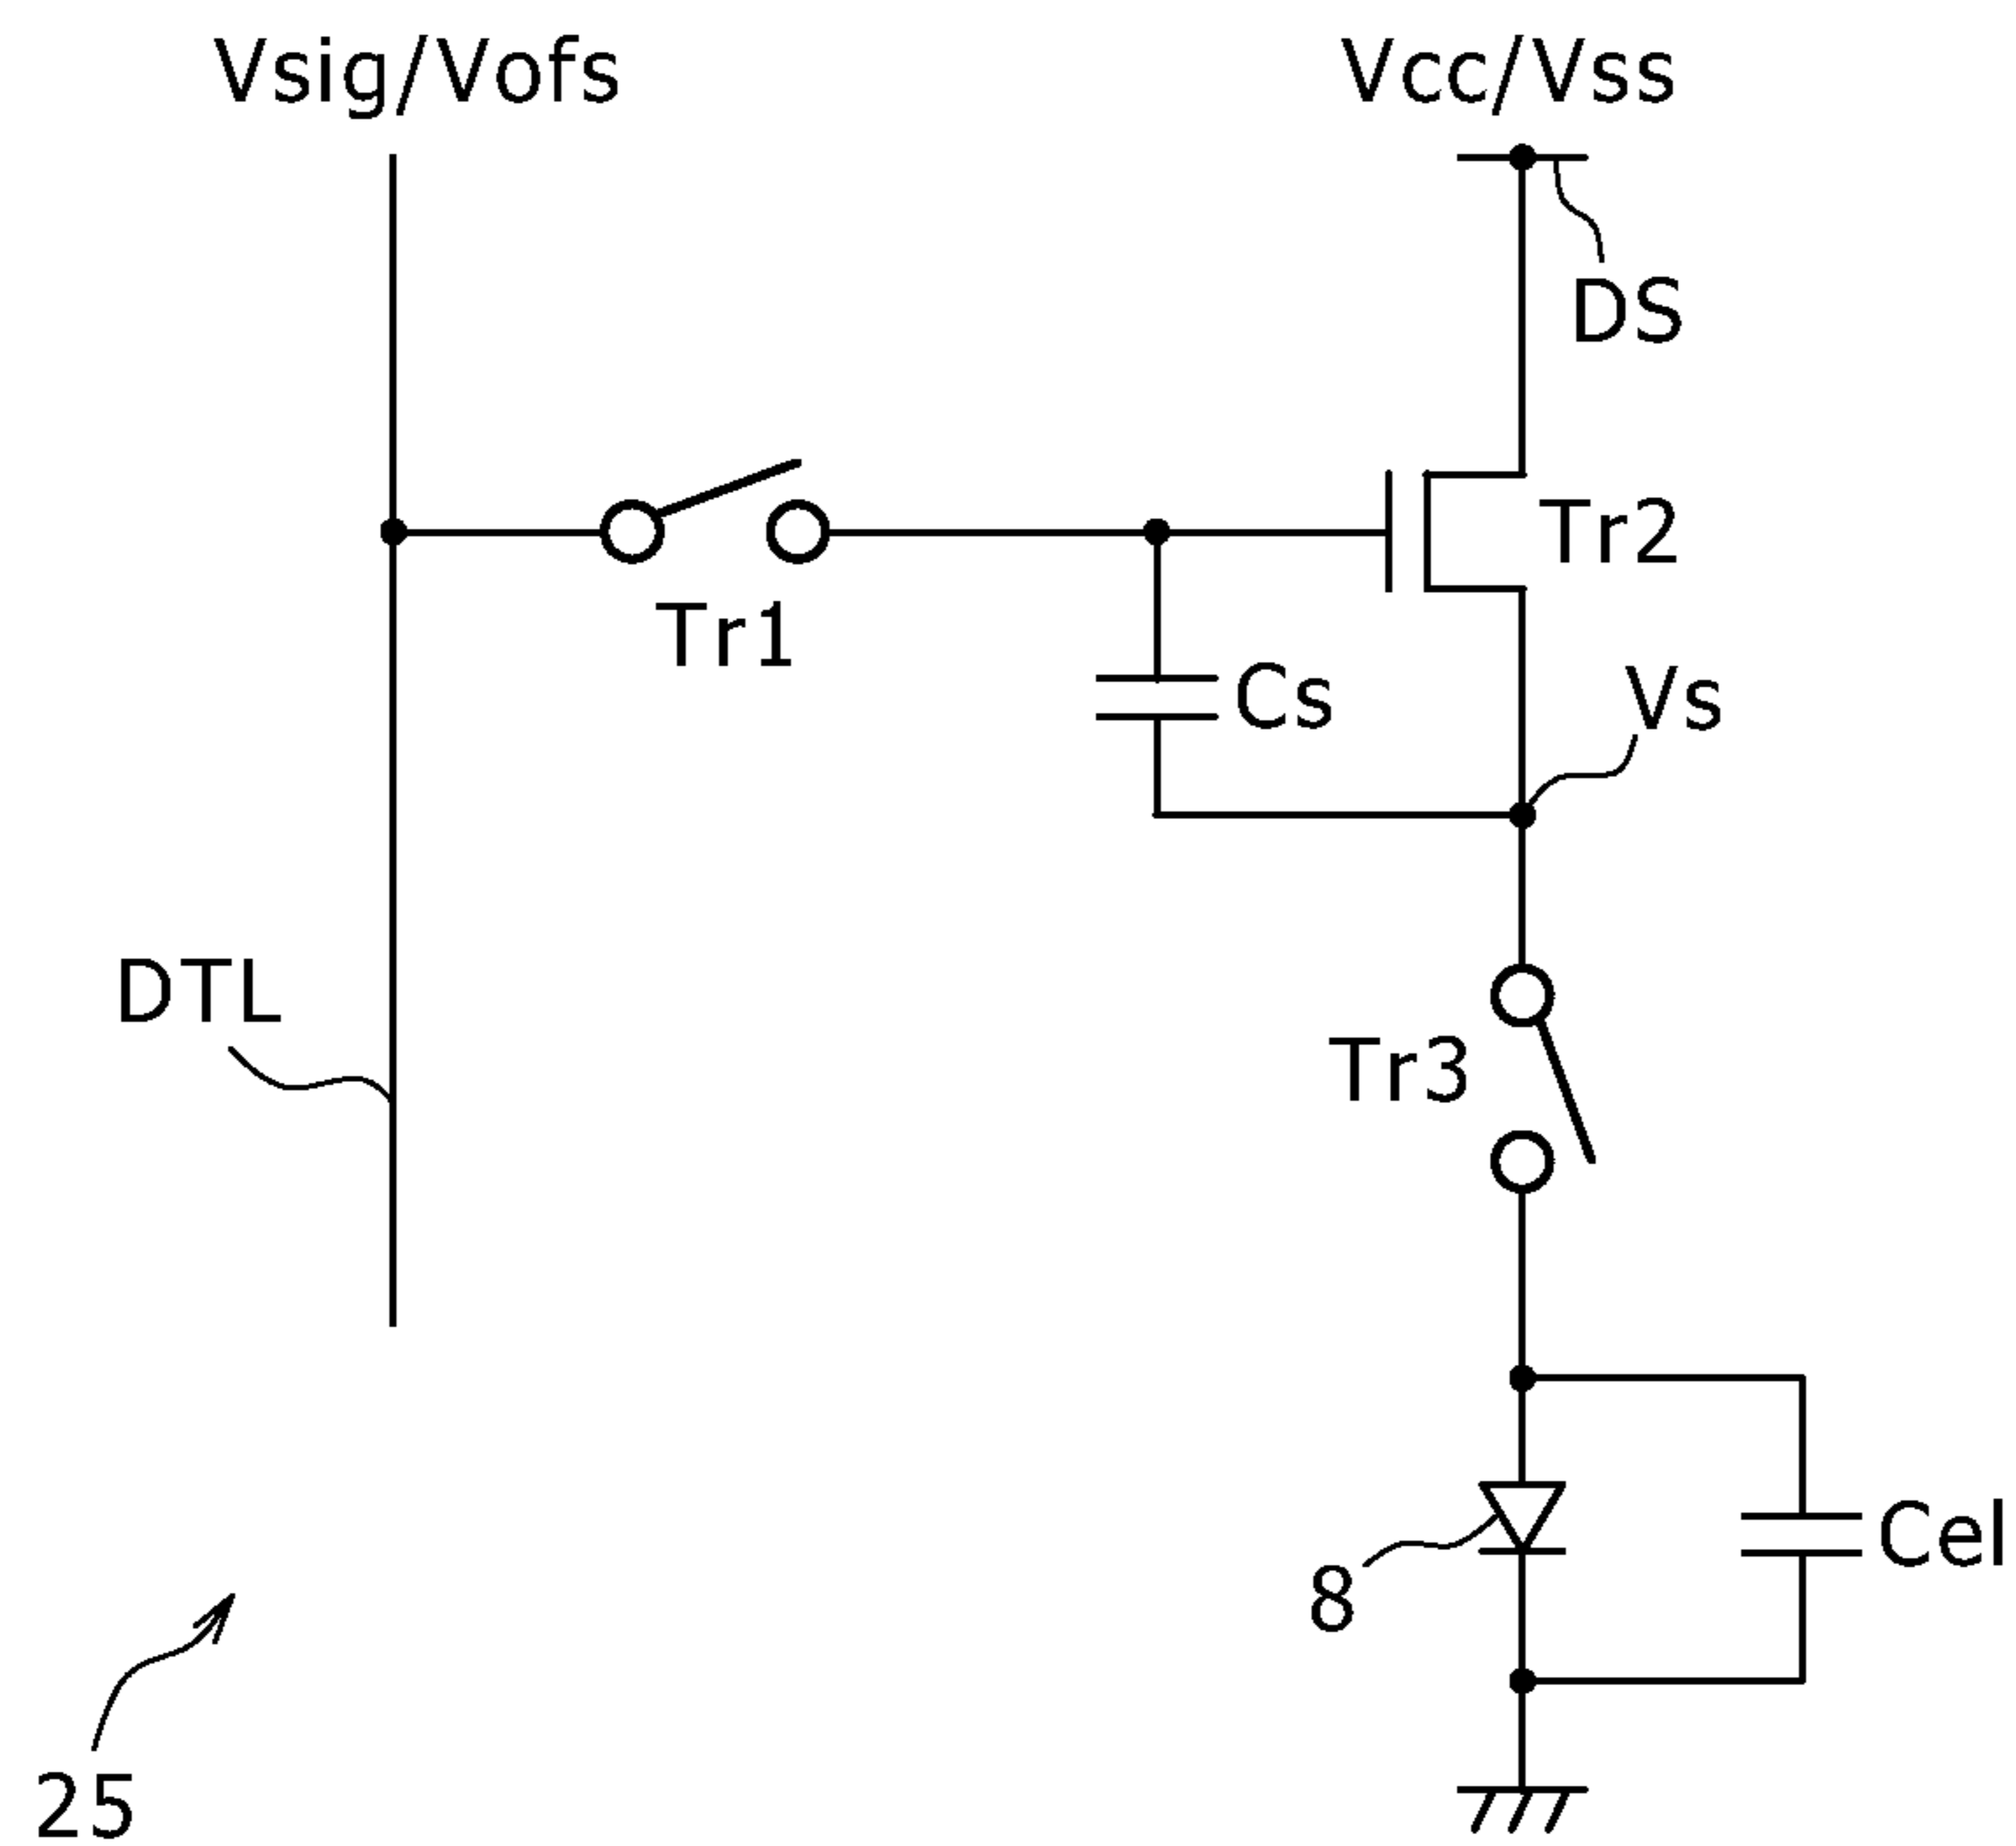 Vsig/Vofs
Vcc/Vss
DS
Tr2
Tr1
Cs
Vs
DTL
Tr3
Cel
8
25